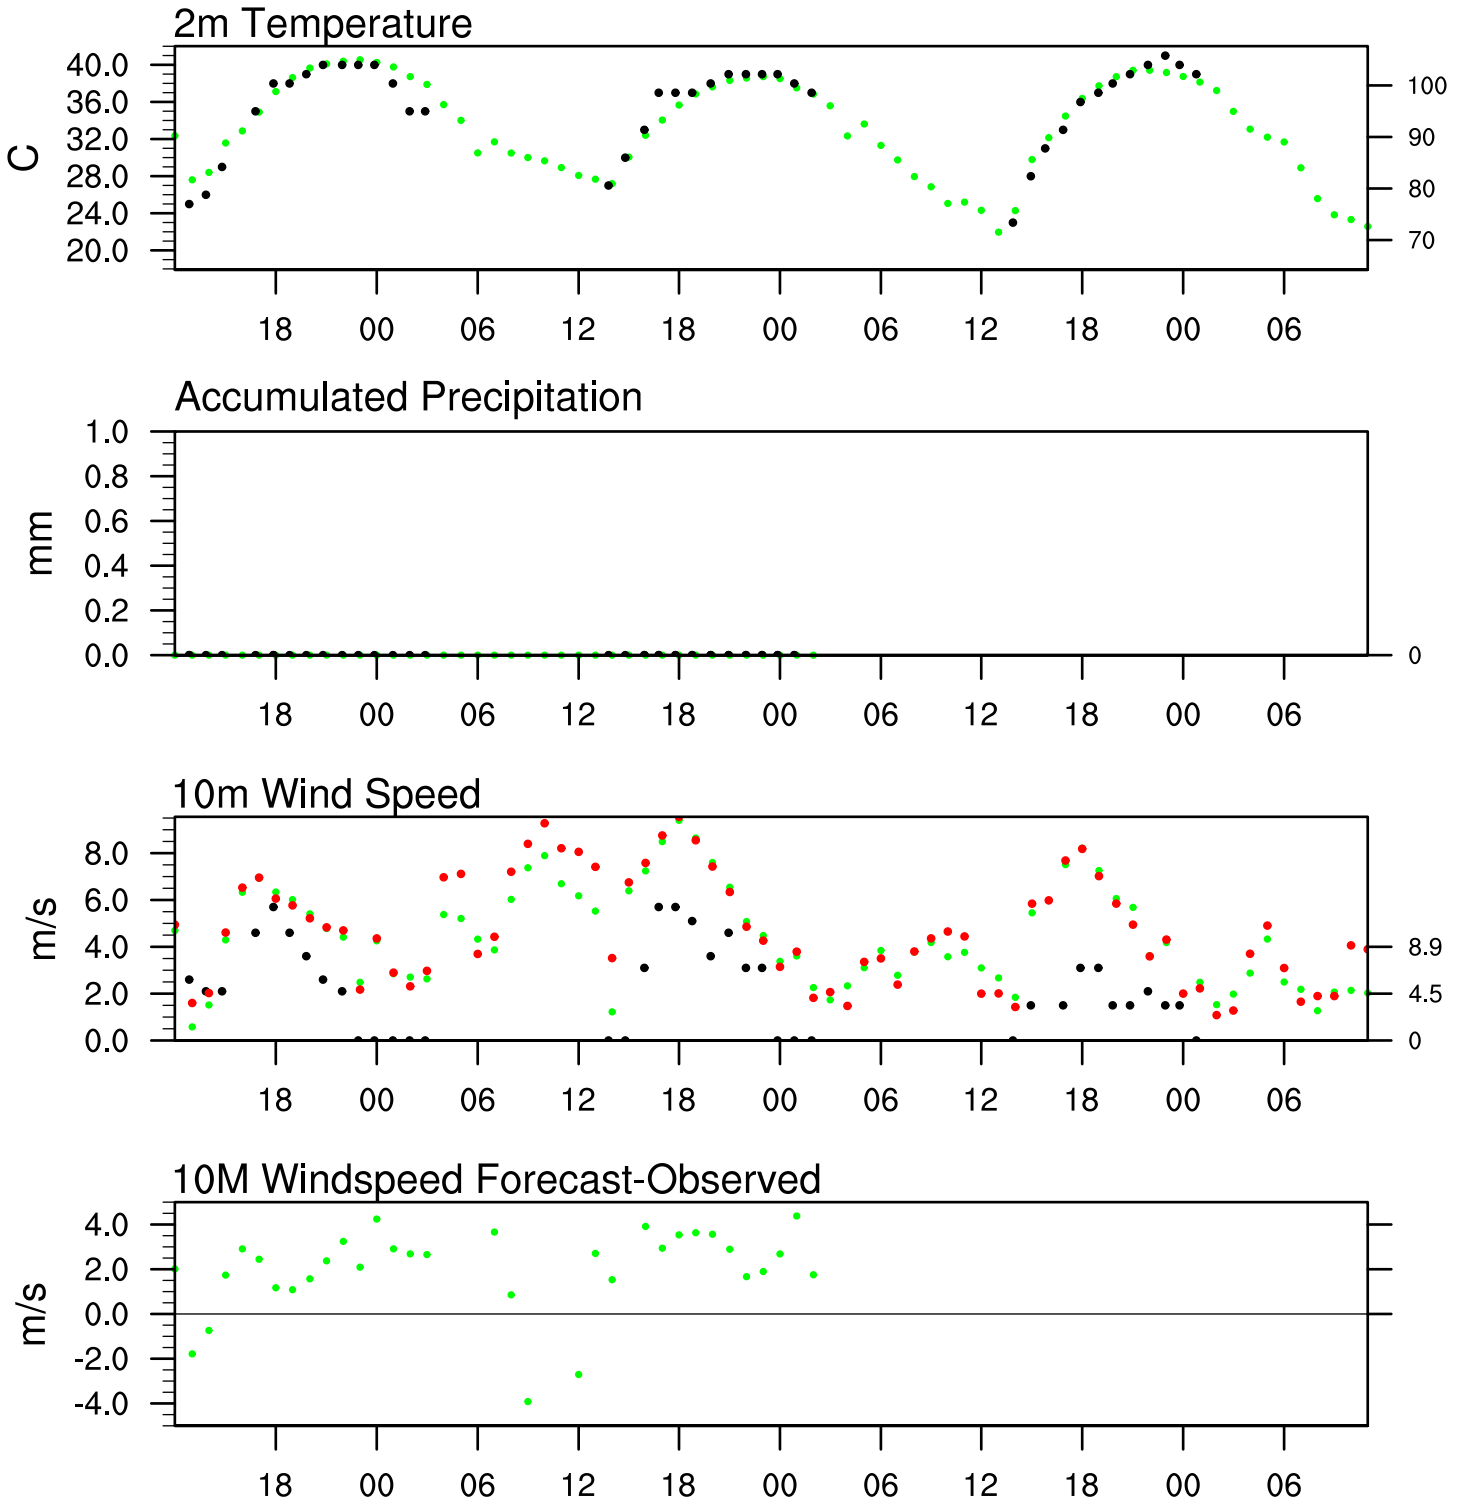 2m Temperature
40.0
36.0
32.0
28.0
24.0
20.0
C
100
90
80
70
18 00 06 12 18 00 06 12 18 00 06
Accumulated Precipitation
1.0
0.8
0.6
0.4
0.2
0.0
mm
0
18 00 06 12 18 00 06 12 18 00 06
10m Wind Speed
8.0
6.0
4.0
2.0
0.0
m/s
8.9
4.5
0
18 00 06 12 18 00 06 12 18 00 06
10M Windspeed Forecast-Observed
4.0
2.0
0.0
-2.0
-4.0
m/s
18 00 06 12 18 00 06 12 18 00 06